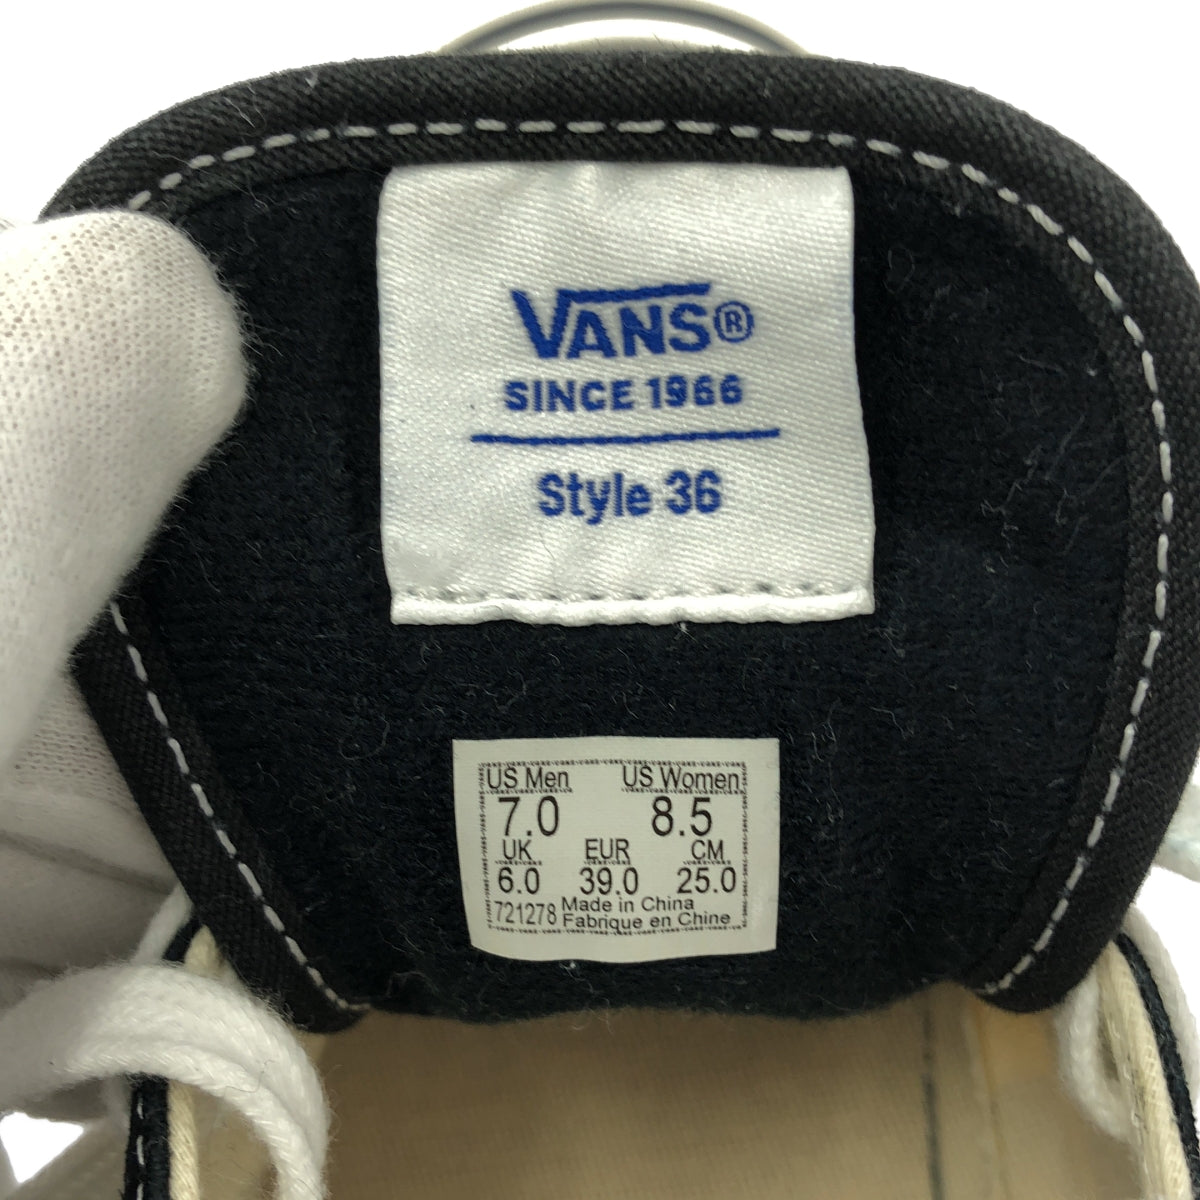 VANS®
SINCE 1966
Style 36
US Men US Women
7.0 8.5
UK EUR CM
6.0 39.0 25.0
721278 Made in China
Fabrique en Chine